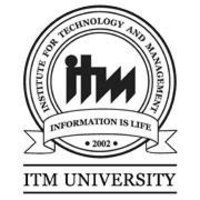 INSTITUTE FOR TECHNOLOGY AND MANAGEMENT
itm
INFORMATION IS LIFE
• 2002 •
ITM UNIVERSITY